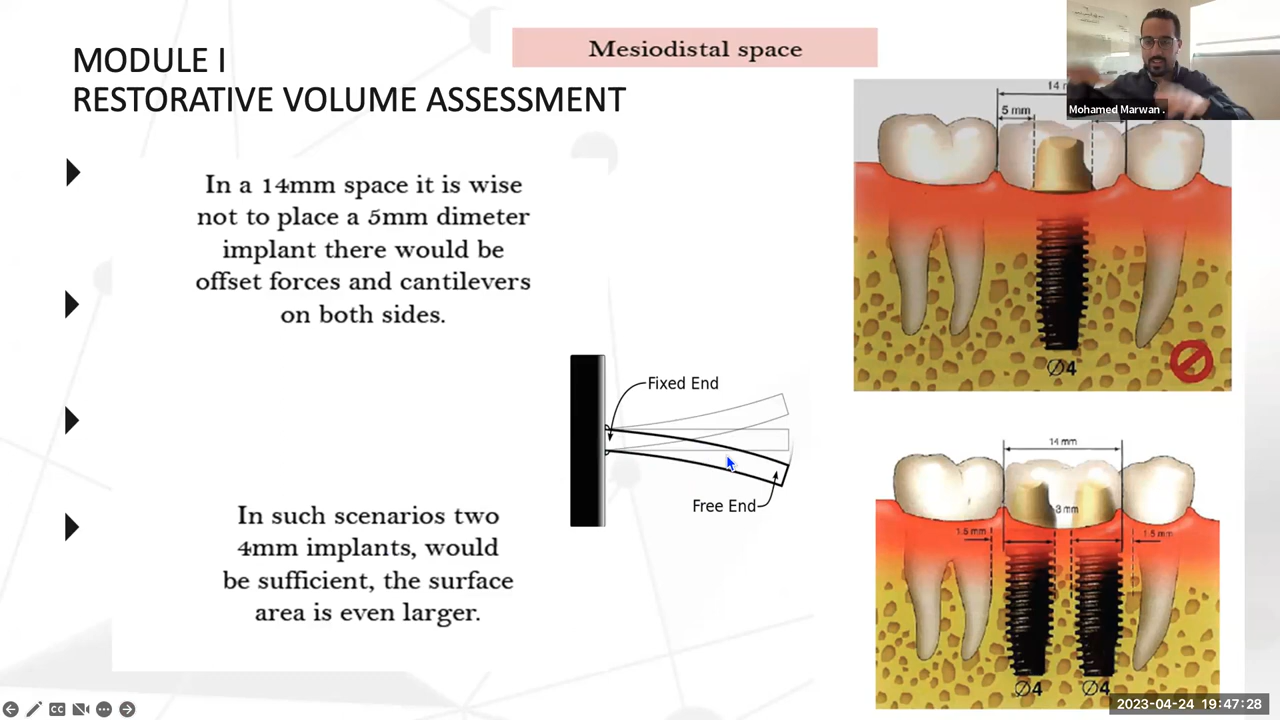 MODULE I
RESTORATIVE VOLUME ASSESSMENT
Mesiodistal space
Mohamed Marwan .
In a 14mm space it is wise
not to place a 5mm dimeter
implant there would be
offset forces and cantilevers
on both sides.
In such scenarios two
4mm implants, would
be sufficient, the surface
area is even larger.
Fixed End
Free End
14
5 mm
Ø4
14 mm
3 mm
1.5 mm
1.5 mm
Ø4
Ø4
CC
2023-04-24 19:47:28